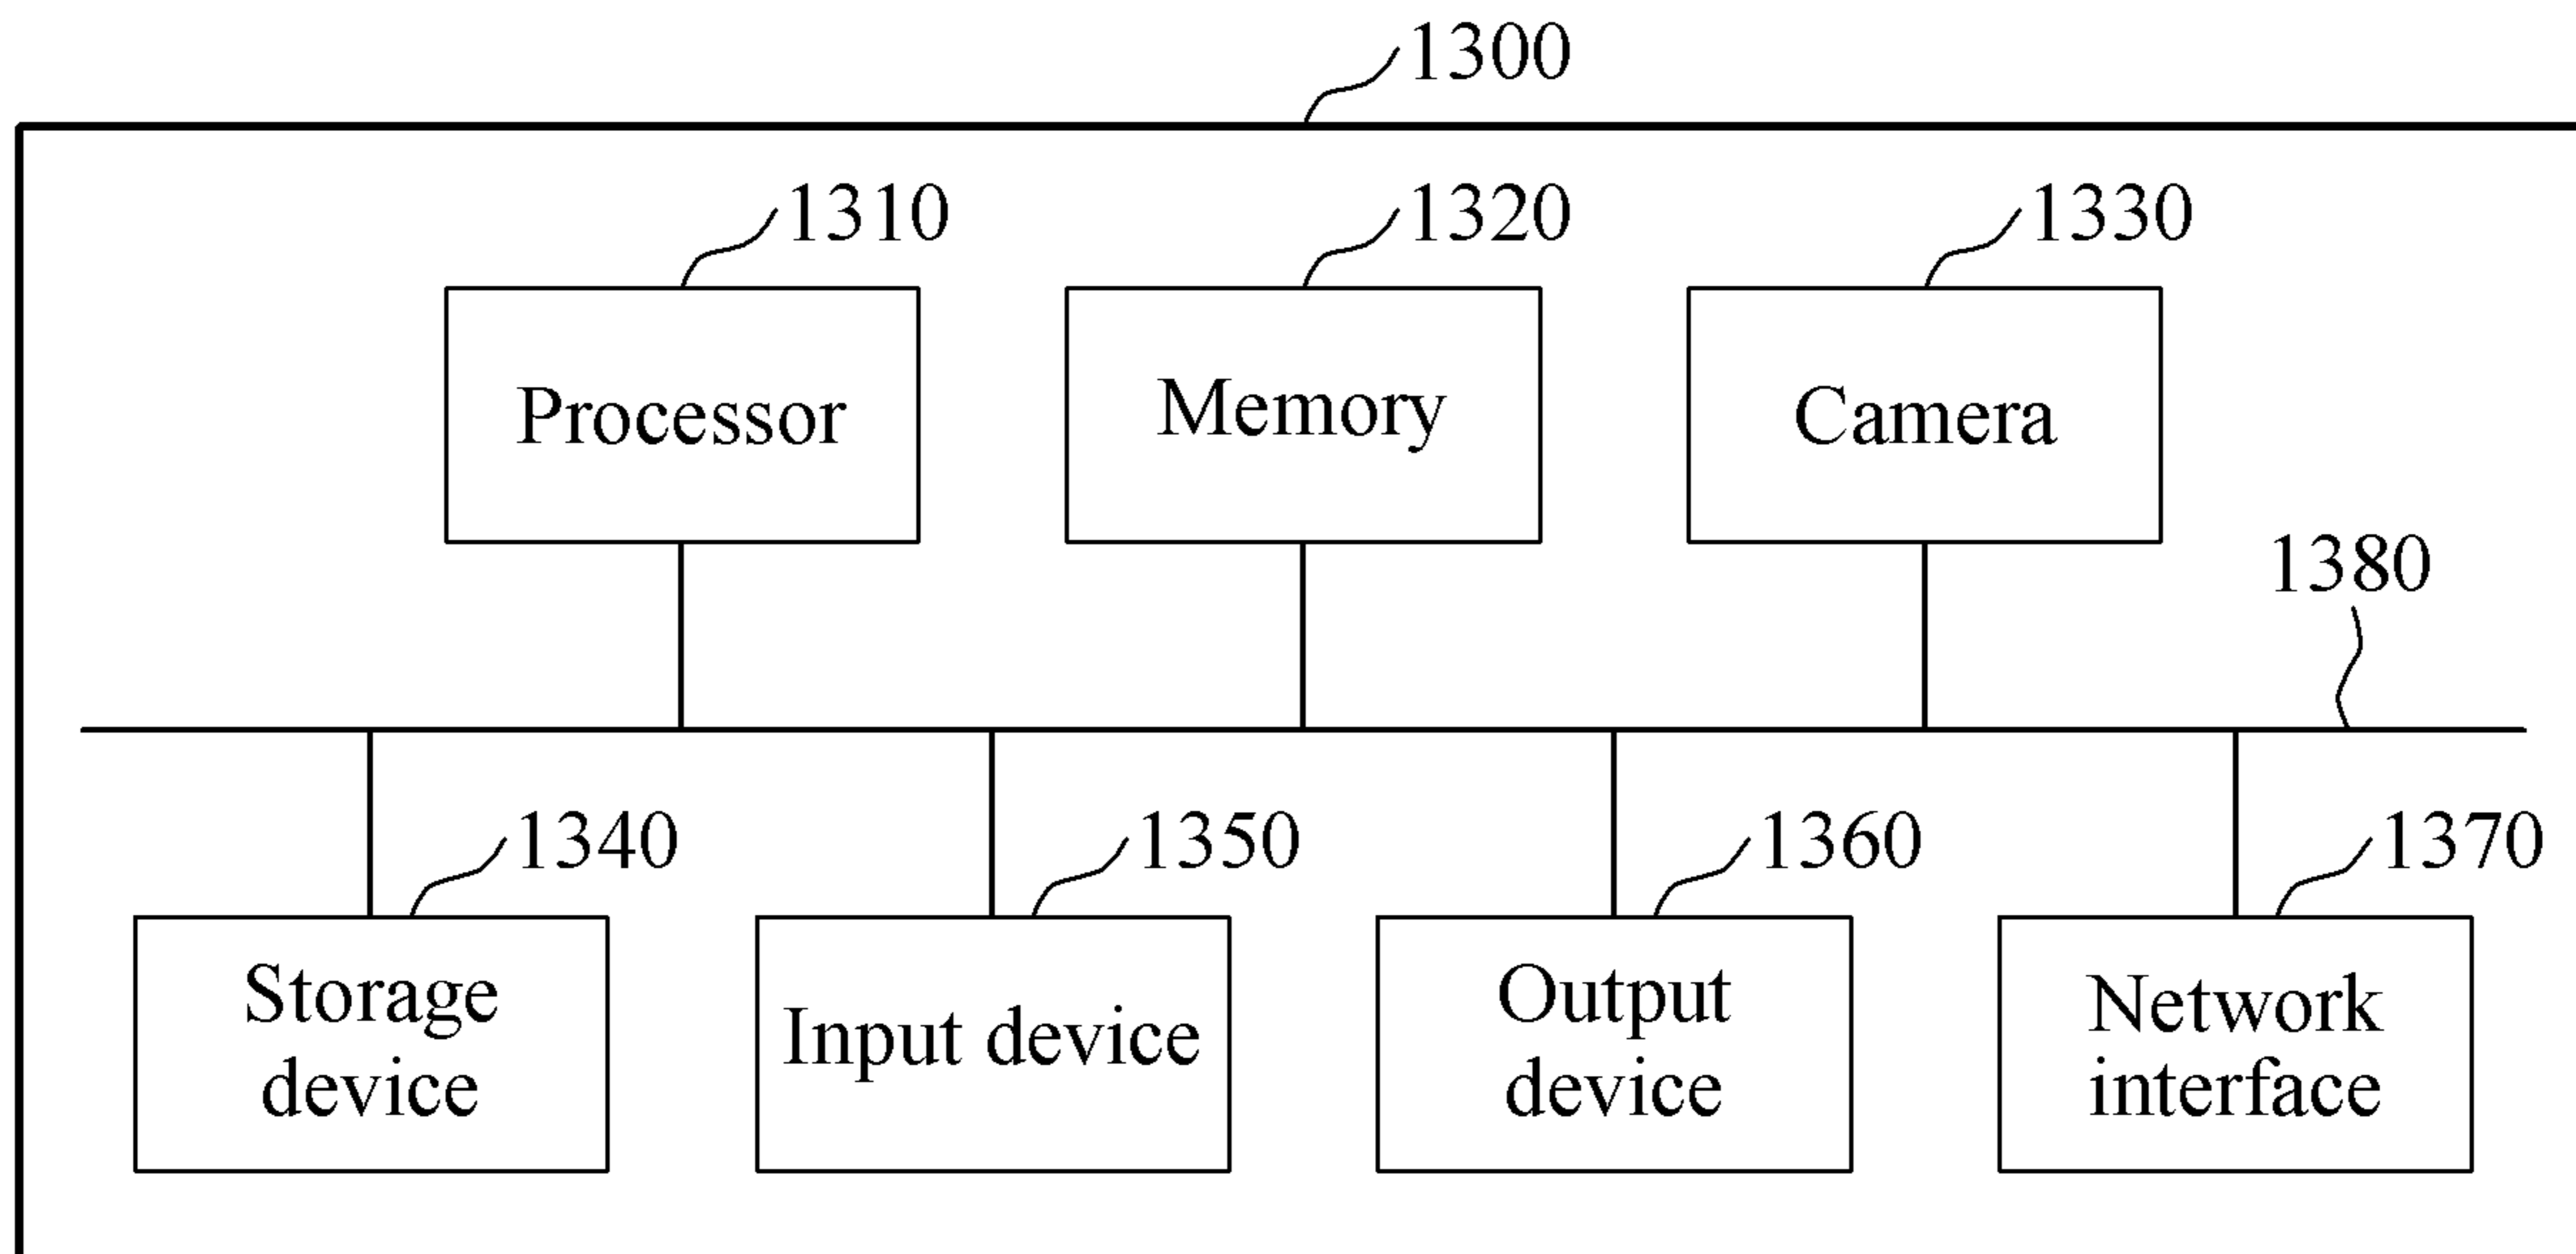 1300
1310
1320
1330
Processor
Memory
Camera
1380
1340
1350
1360
1370
Storage
device
Input device
Output
device
Network
interface